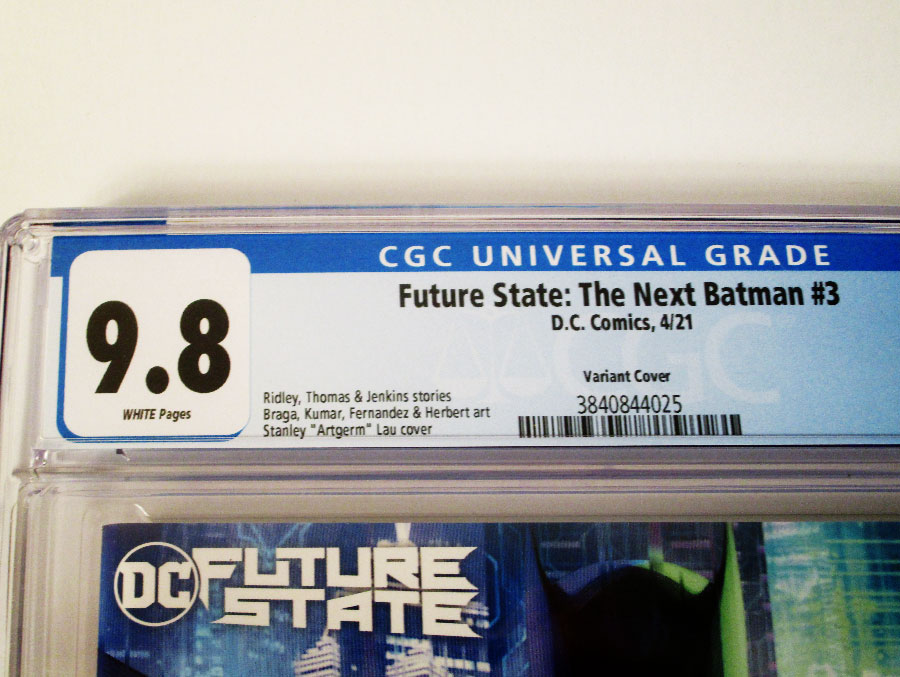 CGC UNIVERSAL GRADE
9.8
WHITE Pages
Future State: The Next Batman #3
D.C. Comics, 4/21
CGC
Variant Cover
3840844025
Ridley, Thomas & Jenkins stories
Braga, Kumar, Fernandez & Herbert art
Stanley "Artgerm" Lau cover
DC
FUTURE
STATE